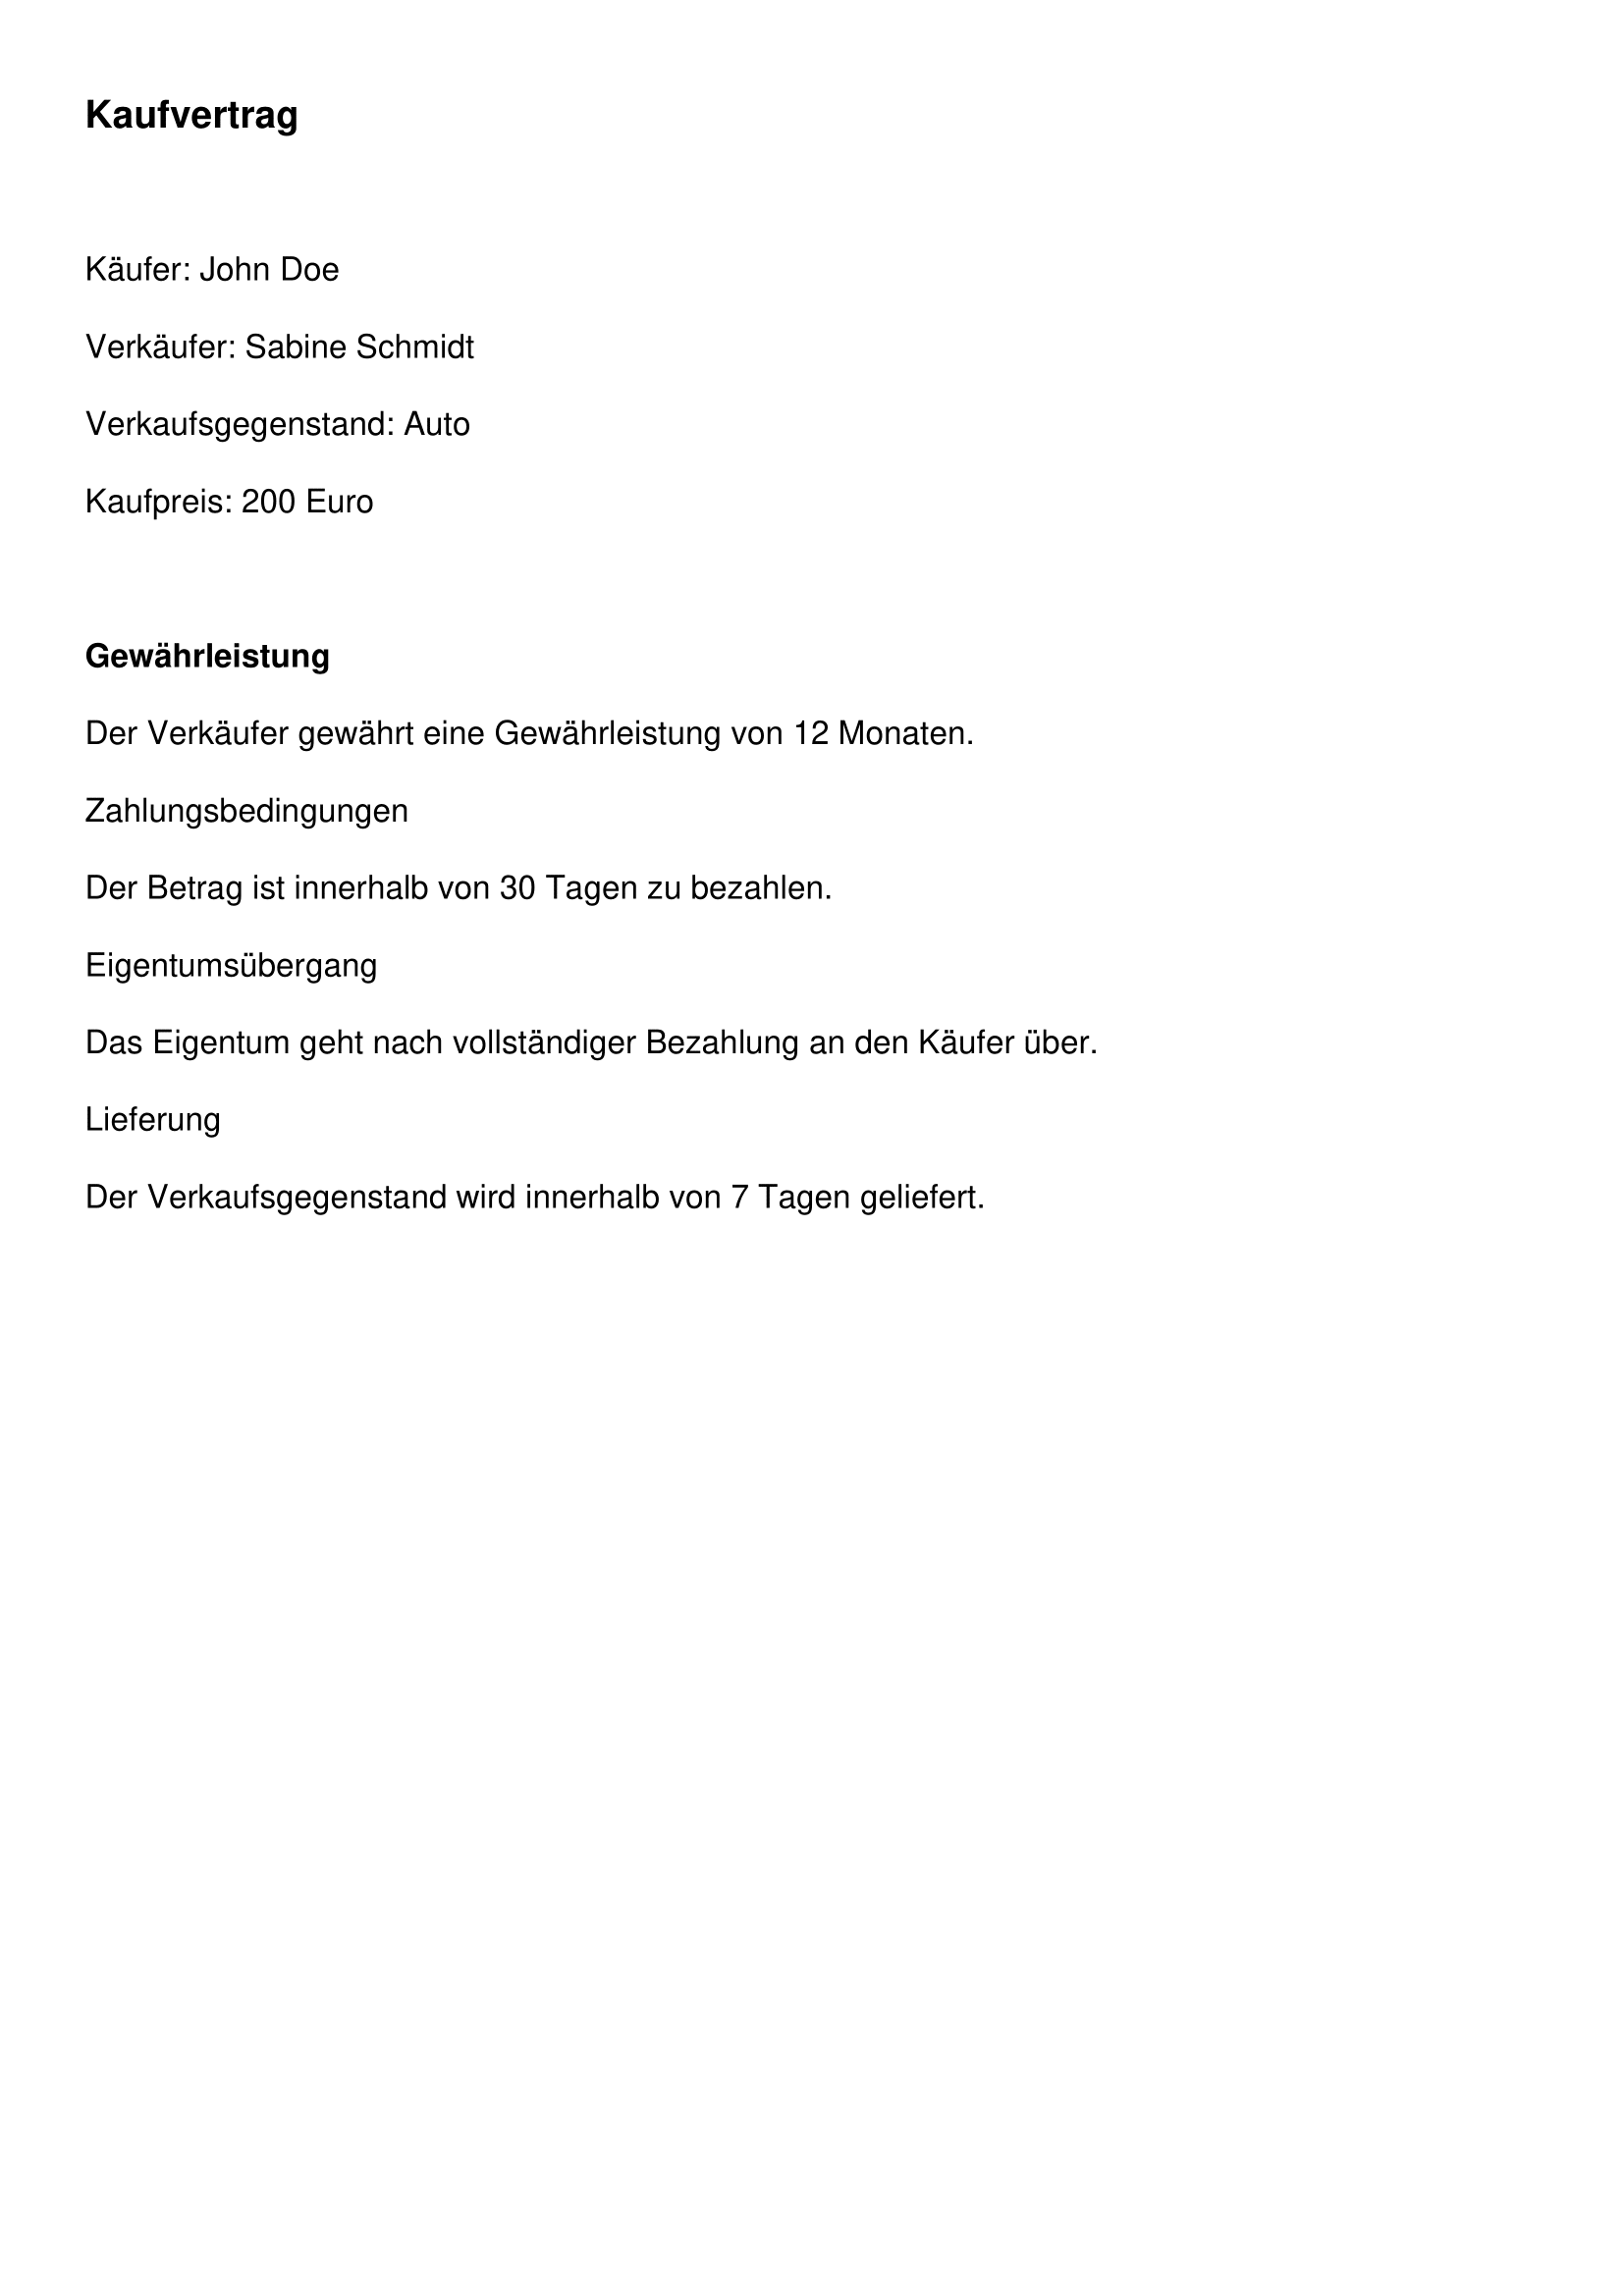 Kaufvertrag
Käufer: John Doe
Verkäufer: Sabine Schmidt
Verkaufsgegenstand: Auto
Kaufpreis: 200 Euro
Gewährleistung
Der Verkäufer gewährt eine Gewährleistung von 12 Monaten.
Zahlungsbedingungen
Der Betrag ist innerhalb von 30 Tagen zu bezahlen.
Eigentumsübergang
Das Eigentum geht nach vollständiger Bezahlung an den Käufer über.
Lieferung
Der Verkaufsgegenstand wird innerhalb von 7 Tagen geliefert.